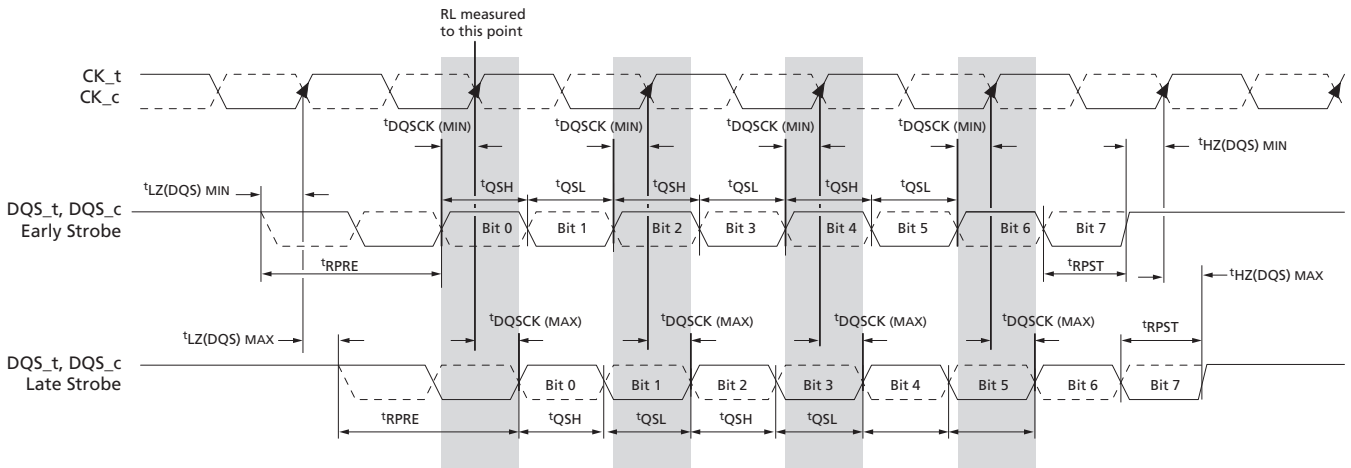 RL measured
to this point
CK_t
CK_c
tDQSCK (MIN) tDQSCK (MIN) tDQSCK (MIN) tDQSCK (MIN)
tHZ(DQS) MIN
tLZ(DQS) MIN
tQSH tQSL tQSH tQSL tQSH tQSL
DQS_t, DQS_c
Early Strobe
Bit 0 Bit 1 Bit 2 Bit 3 Bit 4 Bit 5 Bit 6 Bit 7
tRPRE
tRPST
tHZ(DQS) MAX
tLZ(DQS) MAX
tDQSCK (MAX) tDQSCK (MAX) tDQSCK (MAX) tDQSCK (MAX)
tRPST
DQS_t, DQS_c
Late Strobe
Bit 0 Bit 1 Bit 2 Bit 3 Bit 4 Bit 5 Bit 6 Bit 7
tRPRE
tQSH tQSL tQSH tQSL